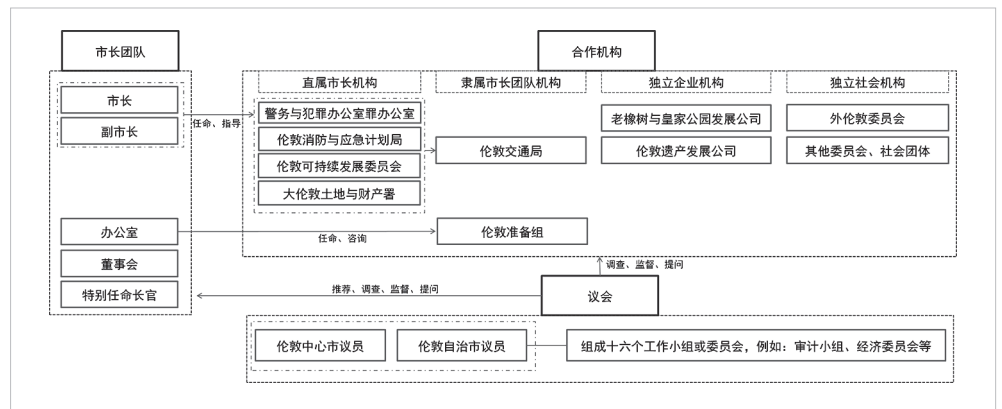 市长团队
合作机构
市长
副市长
任命、指导
办公室
董事会
特别任命长官
直属市长机构
隶属市长团队机构
独立企业机构
独立社会机构
警务与犯罪办公室罪办公室
伦敦消防与应急计划局
伦敦可持续发展委员会
大伦敦土地与财产署
伦敦交通局
老橡树与皇家公园发展公司
伦敦遗产发展公司
外伦敦委员会
其他委员会、社会团体
任命、咨询
伦敦准备组
调查、监督、提问
推荐、调查、监督、提问
议会
伦敦中心市议员
伦敦自治市议员
组成十六个工作小组或委员会，例如：审计小组、经济委员会等